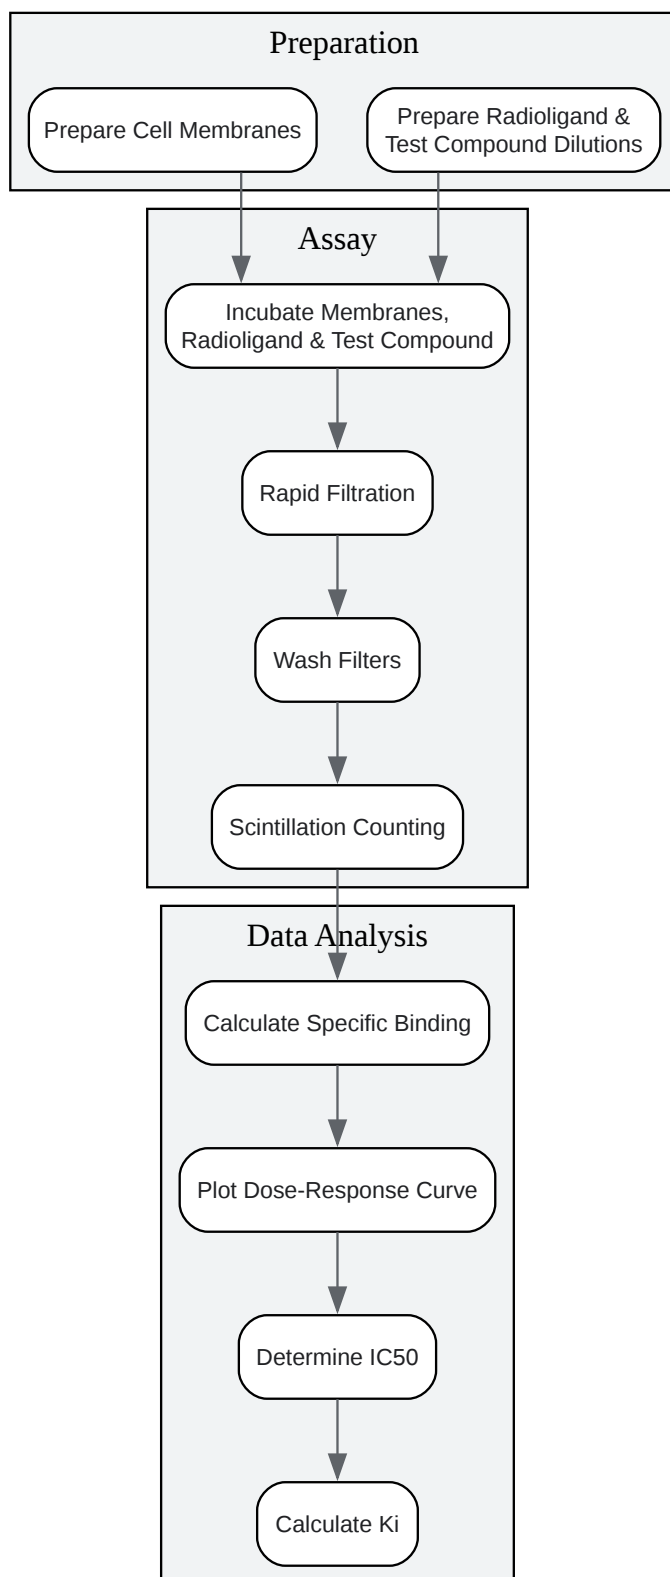 Preparation
Prepare Cell Membranes
Prepare Radioligand &
Test Compound Dilutions
Assay
Incubate Membranes,
Radioligand & Test Compound
Rapid Filtration
Wash Filters
Scintillation Counting
Data Analysis
Calculate Specific Binding
Plot Dose-Response Curve
Determine IC50
Calculate Ki